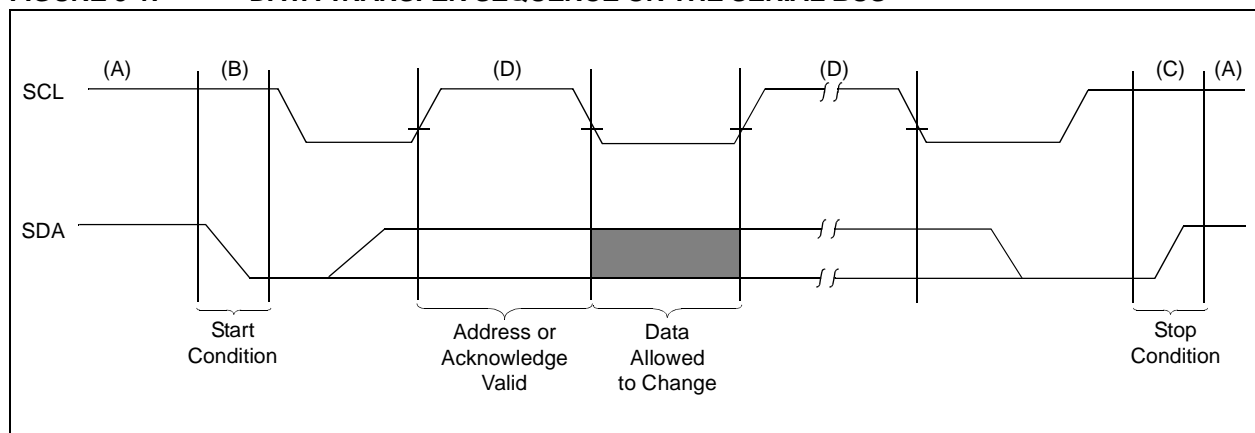 FIGURE DATA TRANSFER SEQUENCE ON THE SERIAL BUS
(A) (B) (D) (D) (C) (A)
SCL
SDA
Start
Condition
Address or
Acknowledge
Valid
Data
Allowed
to Change
Stop
Condition